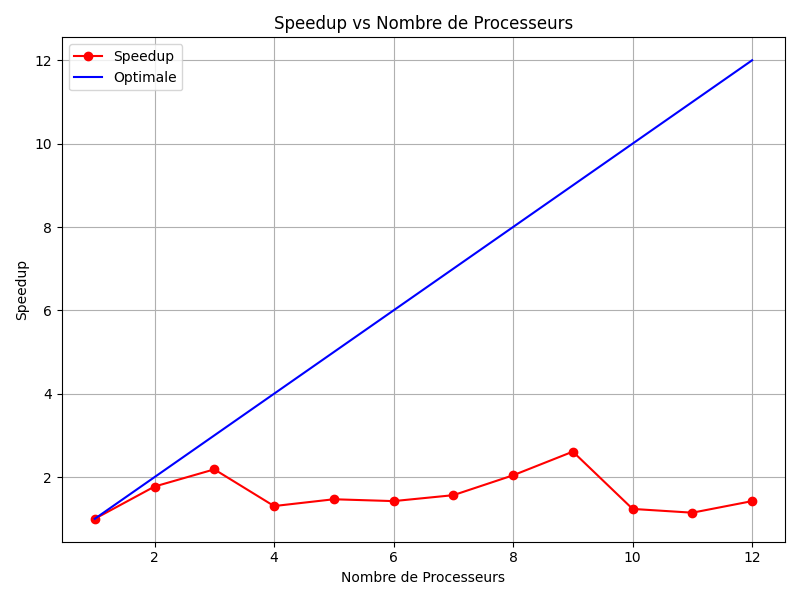 Speedup vs Nombre de Processeurs
Speedup
Optimale
12
10
8
6
4
2
Speedup
2 4 6 8 10 12
Nombre de Processeurs